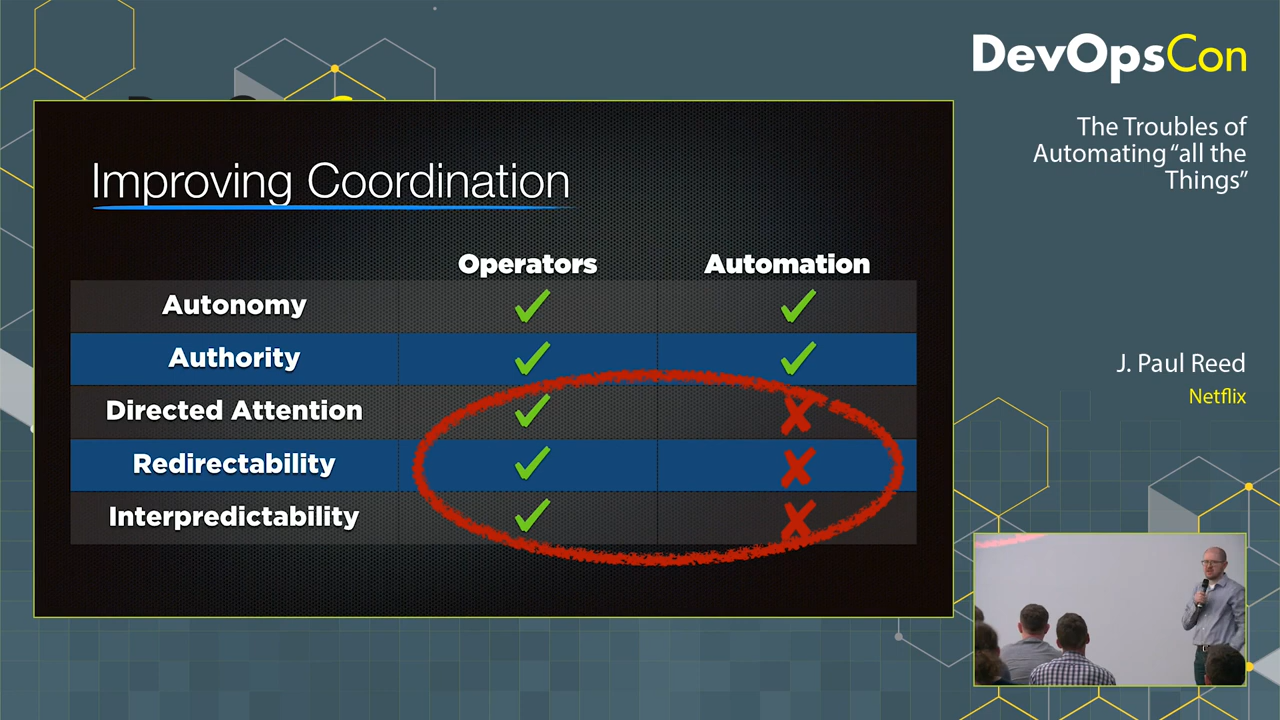 DevOpsCon
The Troubles of
Automating “all the
Things”
J. Paul Reed
Netflix
Improving Coordination
Operators Automation
Autonomy
Authority
Directed Attention
Redirectability
Interpredictability